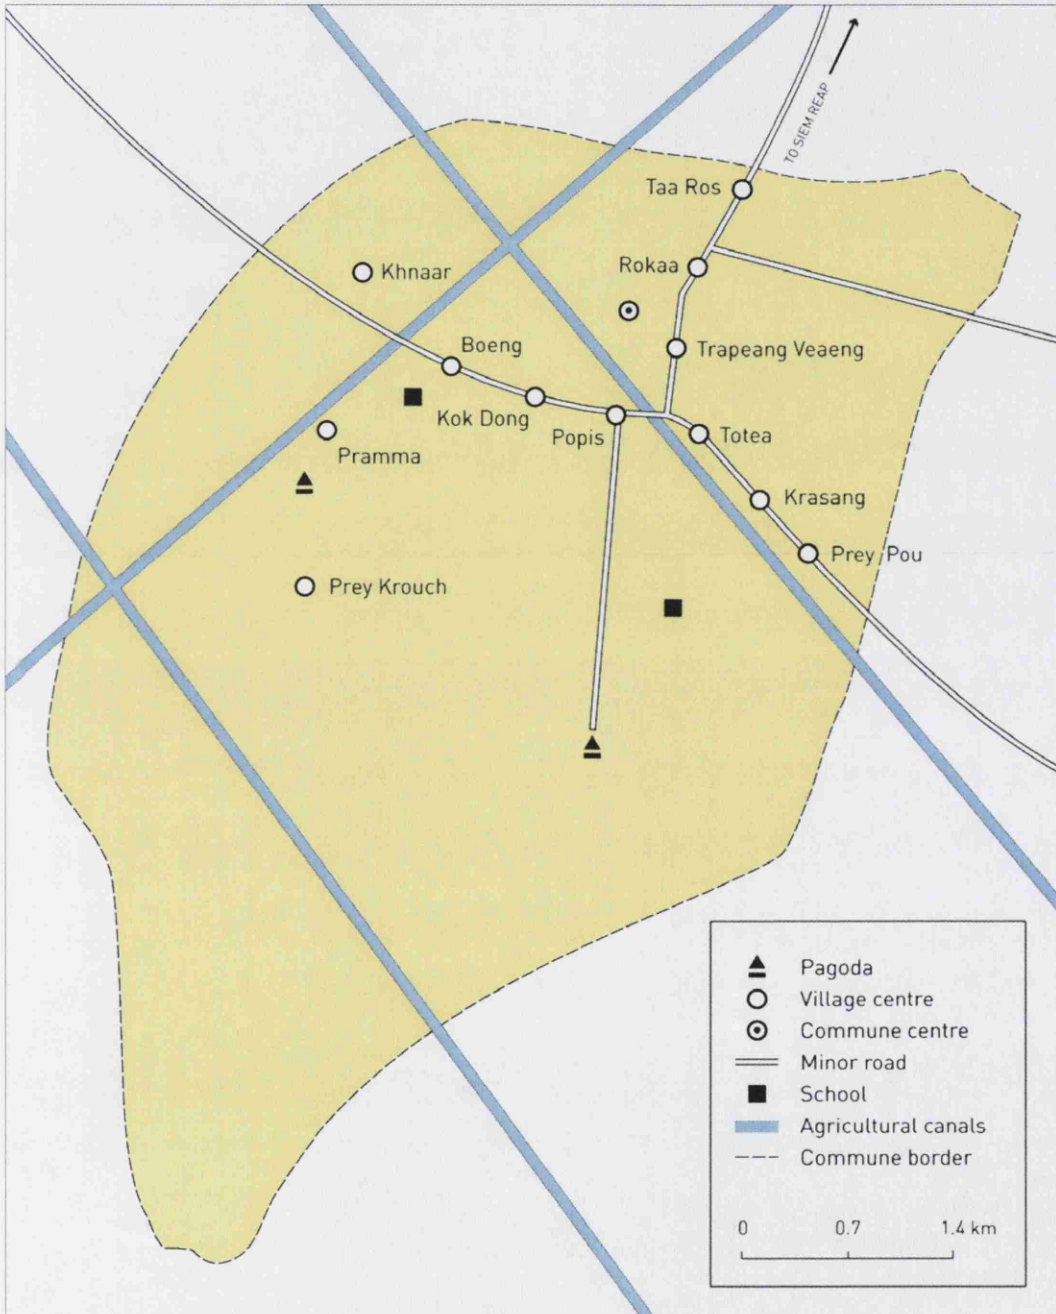 TO SIEM REAP
Taa Ros
Rokaa
Khnaar
Boeng
Trapeang Veaeng
Kok Dong
Popis
Totea
Pramma
Krasang
Prey Pou
Prey Krouch
Pagoda
Village centre
Commune centre
Minor road
School
Agricultural canals
Commune border
0 0.7 1.4 km